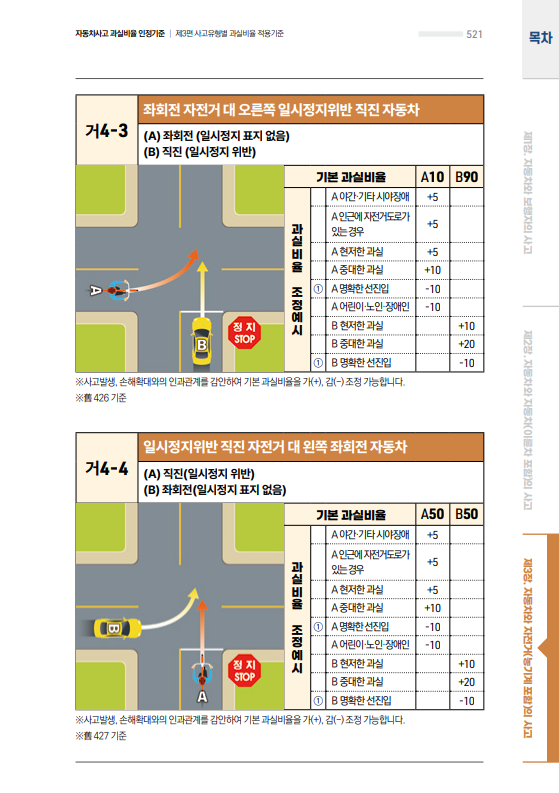 자동차사고 과실비율 인정기준 | 제3편 사고유형별 과실비율 적용기준
521
목차
거4-3
좌회전 자전거 대 오른쪽 일시정지위반 직진 자동차
(A) 좌회전 (일시정지 표지 없음)
(B) 직진 (일시정지 위반)
A
B
정 지
STOP
과실비율 조정예시
기본 과실비율 A10 B90
A 야간·기타 시야장애 +5
A 인근에 자전거도로가
있는 경우 +5
A 현저한 과실 +5
A 중대한 과실 +10
① A 명확한 선진입 -10
A 어린이·노인·장애인 -10
B 현저한 과실 +10
B 중대한 과실 +20
① B 명확한 선진입 -10
※사고발생, 손해확대와의 인과관계를 감안하여 기본 과실비율을 가(+), 감(-) 조정 가능합니다.
※舊 426 기준
거4-4
일시정지위반 직진 자전거 대 왼쪽 좌회전 자동차
(A) 직진(일시정지 위반)
(B) 좌회전(일시정지 표지 없음)
B
A
정 지
STOP
과실비율 조정예시
기본 과실비율 A50 B50
A 야간·기타 시야장애 +5
A 인근에 자전거도로가
있는 경우 +5
A 현저한 과실 +5
A 중대한 과실 +10
① A 명확한 선진입 -10
A 어린이·노인·장애인 -10
B 현저한 과실 +10
B 중대한 과실 +20
① B 명확한 선진입 -10
※사고발생, 손해확대와의 인과관계를 감안하여 기본 과실비율을 가(+), 감(-) 조정 가능합니다.
※舊 427 기준
제1장. 자동차와 보행자의 사고
제2장. 자동차와 자동차(이륜차 포함)의 사고
제3장. 자동차와 자전거(농기계 포함)의 사고